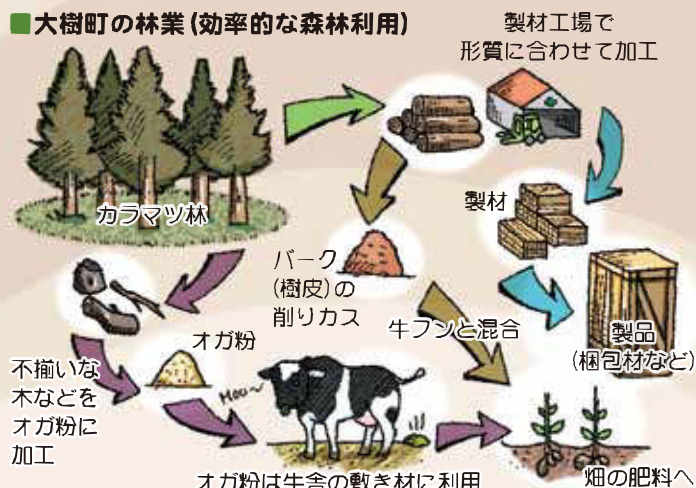 ■大樹町の林業(効率的な森林利用)
製材工場で
形質に合わせて加工
カラマツ林
製材
バーク
(樹皮)の
削りカス
オガ粉
牛フンと混合
製品
(梱包材など)
不揃いな
木などを
オガ粉に
加工
Moo〜
オガ粉は牛舎の敷き材に利用
畑の肥料へ